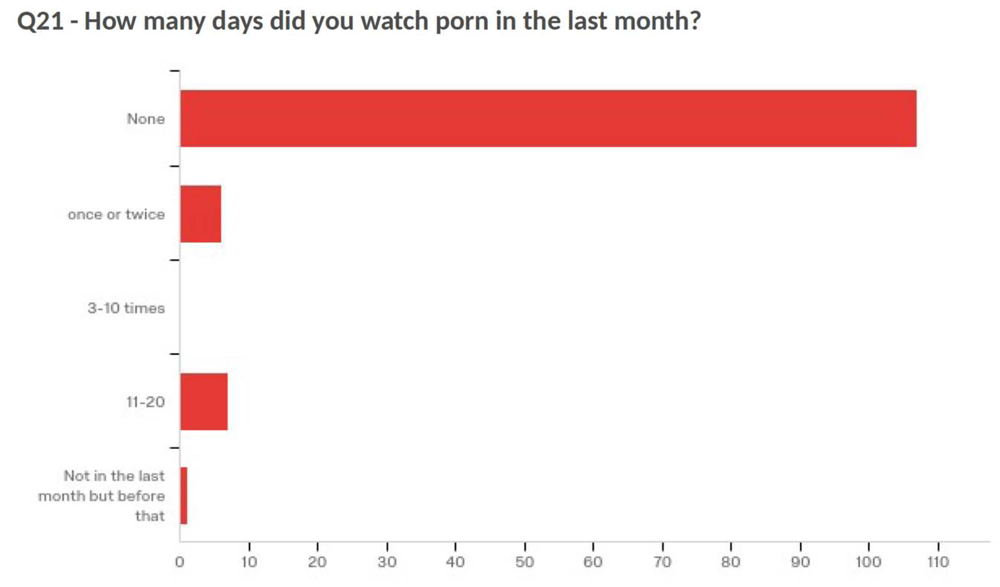 Q21 - How many days did you watch porn in the last month?
None
once or twice
3-10 times
11-20
Not in the last
month but before
that
0 10 20 30 40 50 60 70 80 90 100 110